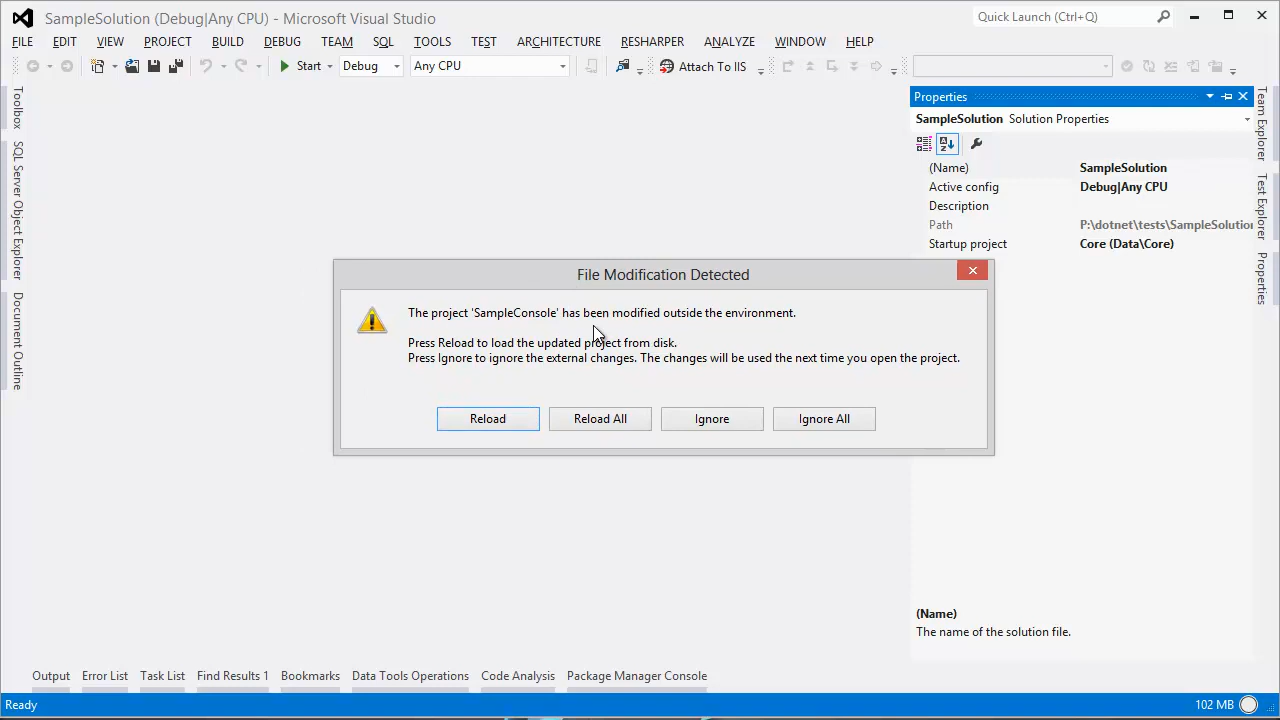 SampleSolution (Debug|Any CPU) - Microsoft Visual Studio
Quick Launch (Ctrl+Q)
FILE EDIT VIEW PROJECT BUILD DEBUG TEAM SQL TOOLS TEST ARCHITECTURE RESHARPER ANALYZE WINDOW HELP
Start Debug Any CPU Attach To IIS
Toolbox
SQL Server Object Explorer
Document Outline
Properties
SampleSolution Solution Properties
(Name) SampleSolution
Active config Debug|Any CPU
Description
Path P:\dotnet\tests\SampleSolution
Startup project Core (Data\Core)
Team Explorer
Test Explorer
Properties
File Modification Detected
The project 'SampleConsole' has been modified outside the environment.
Press Reload to load the updated project from disk.
Press Ignore to ignore the external changes. The changes will be used the next time you open the project.
Reload Reload All Ignore Ignore All
(Name)
The name of the solution file.
Output Error List Task List Find Results 1 Bookmarks Data Tools Operations Code Analysis Package Manager Console
Ready 102 MB